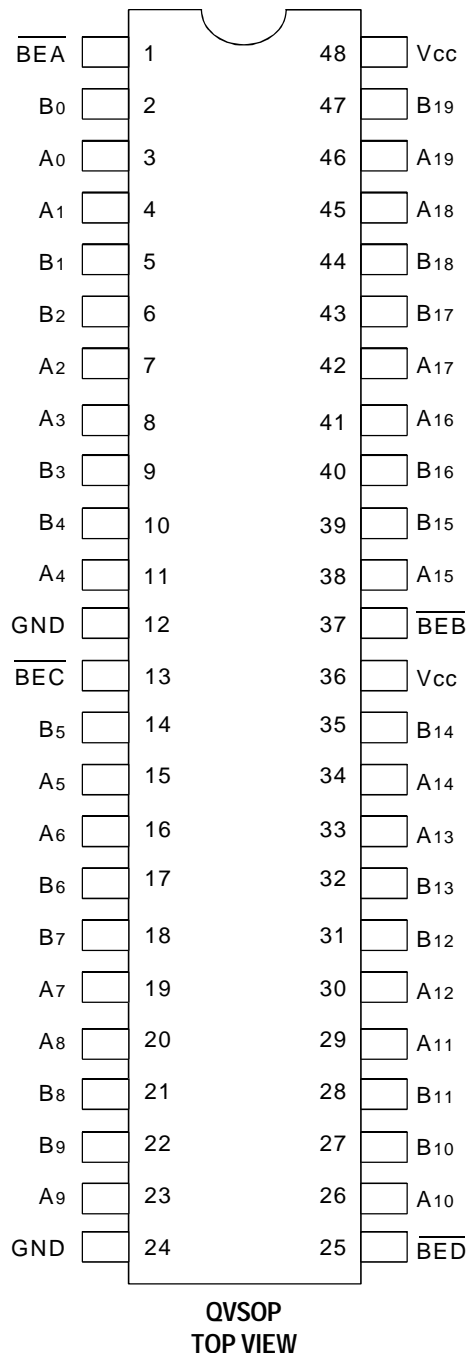 BEA 1 48 Vcc
B0 2 47 B19
A0 3 46 A19
A1 4 45 A18
B1 5 44 B18
B2 6 43 B17
A2 7 42 A17
A3 8 41 A16
B3 9 40 B16
B4 10 39 B15
A4 11 38 A15
GND 12 37 BEB
BEC 13 36 Vcc
B5 14 35 B14
A5 15 34 A14
A6 16 33 A13
B6 17 32 B13
B7 18 31 B12
A7 19 30 A12
A8 20 29 A11
B8 21 28 B11
B9 22 27 B10
A9 23 26 A10
GND 24 25 BED
QVSOP
TOP VIEW